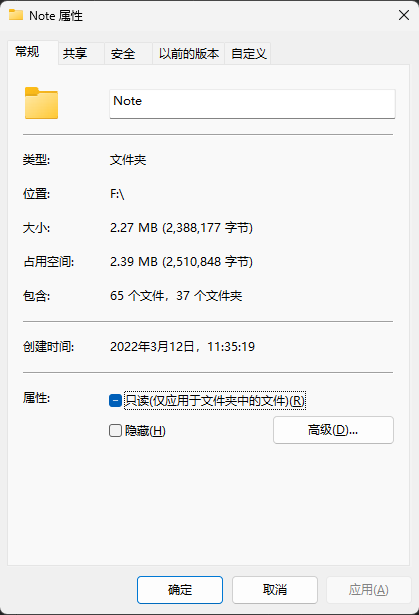 Note 属性
常规 共享 安全 以前的版本 自定义
Note
类型: 文件夹
位置: F:\
大小: 2.27 MB (2,388,177 字节)
占用空间: 2.39 MB (2,510,848 字节)
包含: 65 个文件，37 个文件夹
创建时间: 2022年3月12日，11:35:19
属性: 只读(仅应用于文件夹中的文件)(R)
隐藏(H) 高级(D)...
确定 取消 应用(A)